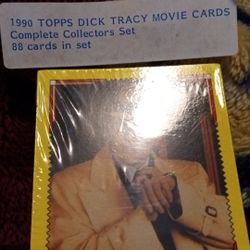 1990 TOPPS DICK TRACY MOVIE CARDS
Complete Collectors Set
88 cards in set